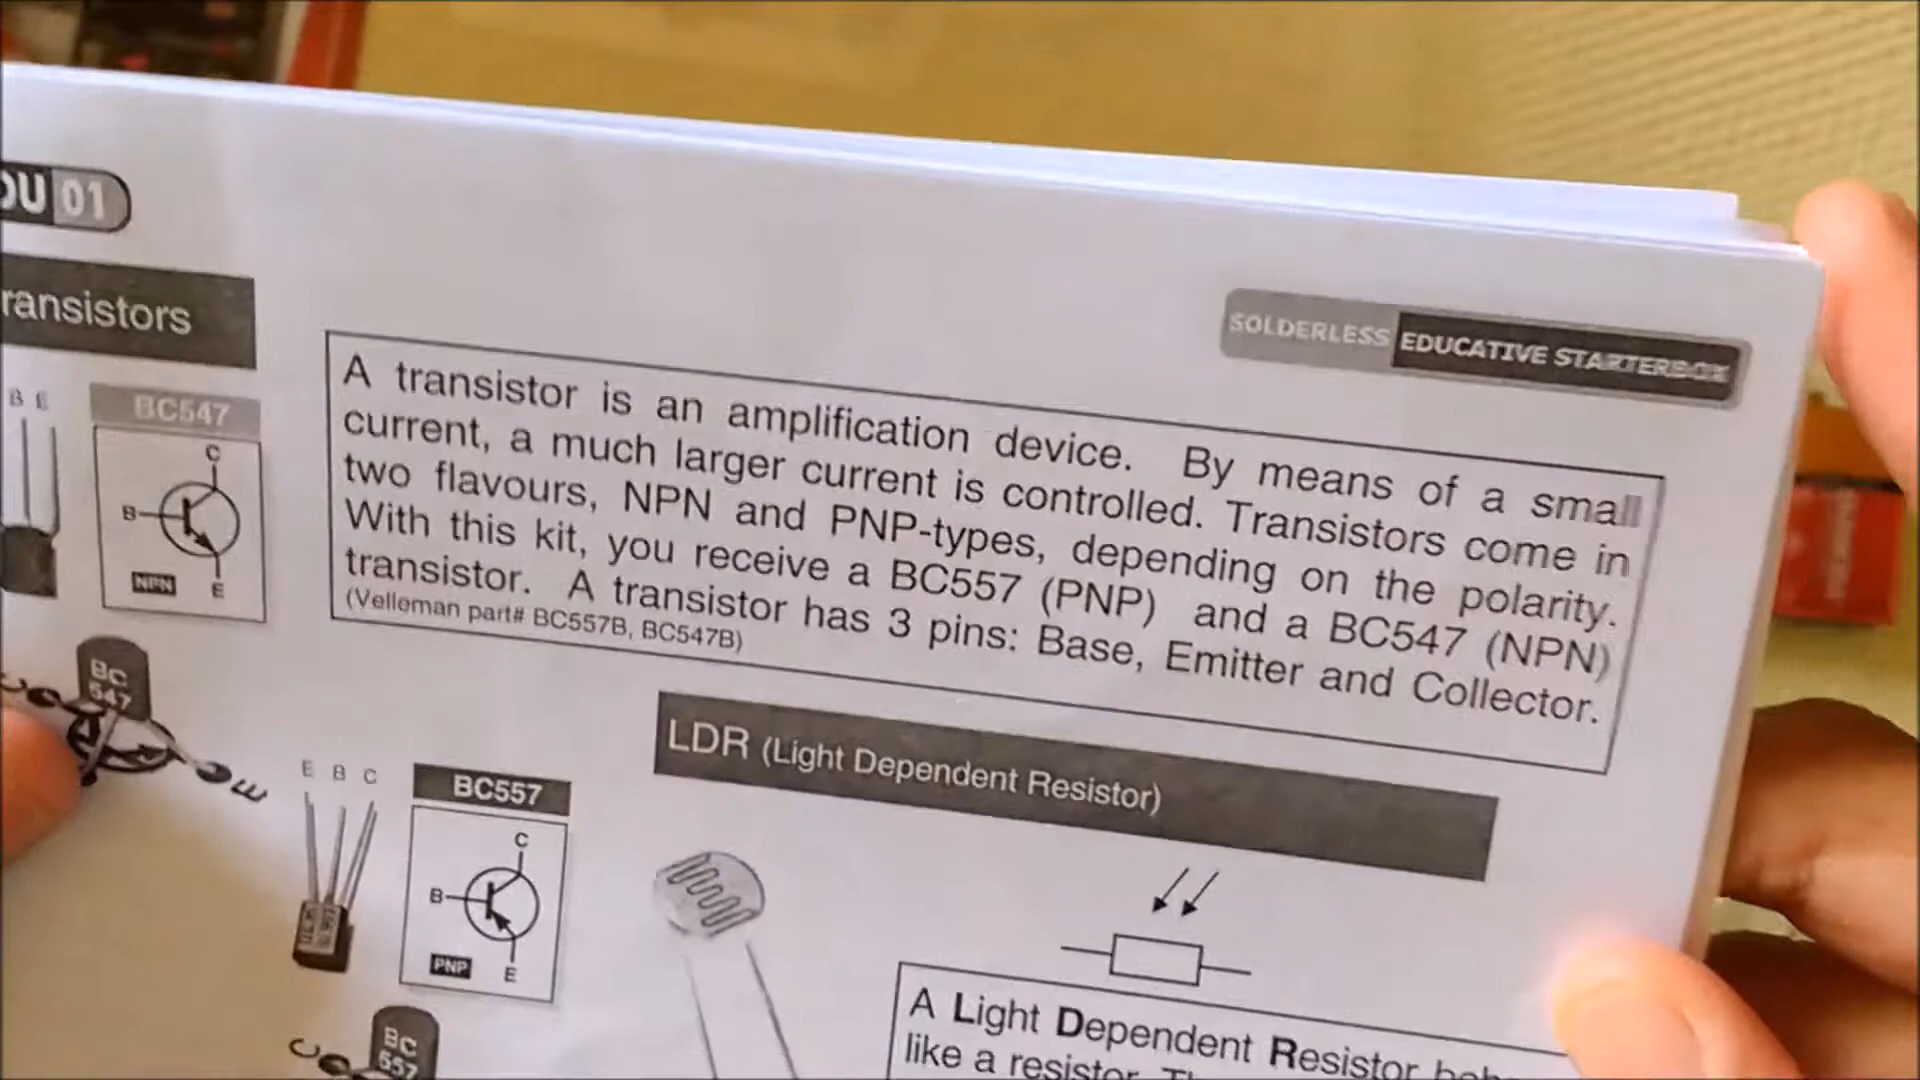 DU 01
SOLDERLESS EDUCATIVE STARTERBOX
ransistors
B E
BC547
C
B
NPN
E
A transistor is an amplification device. By means of a small
current, a much larger current is controlled. Transistors come in
two flavours, NPN and PNP-types, depending on the polarity.
With this kit, you receive a BC557 (PNP) and a BC547 (NPN)
transistor. A transistor has 3 pins: Base, Emitter and Collector.
(Velleman part# BC557B, BC547B)
BC
547
C
E
E B C
BC557
C
B
PNP
E
BC
557
C
LDR (Light Dependent Resistor)
A Light Dependent Resistor
like a resistor.